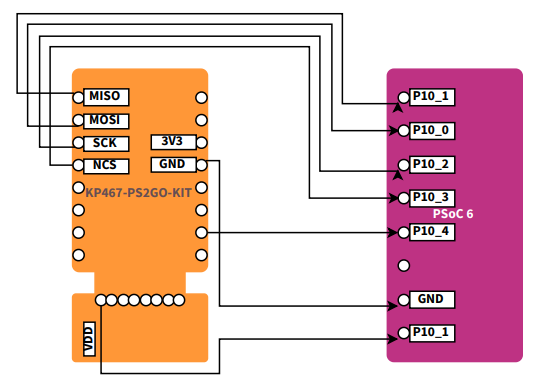 MISO
MOSI
SCK
NCS
3V3
GND
KP467-PS2GO-KIT
VDD
P10_1
P10_0
P10_2
P10_3
PSoC 6
P10_4
GND
P10_1